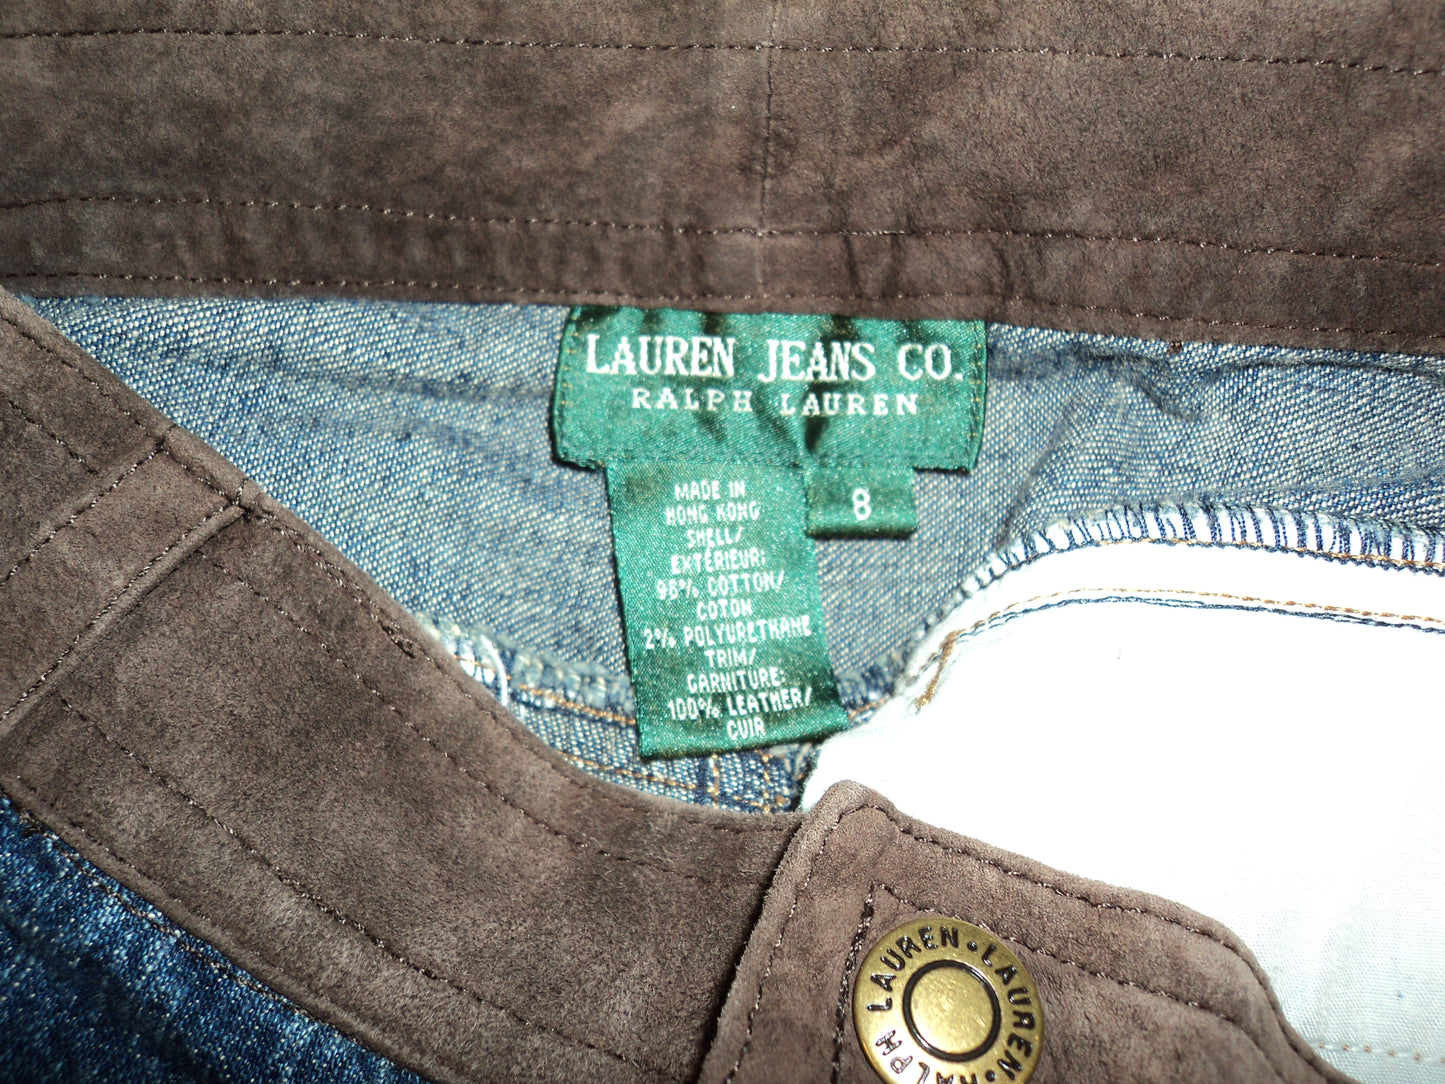 LAUREN JEANS CO.
RALPH LAUREN
8
MADE IN
HONG KONG
SHELL/
EXTÉRIEUR:
98% COTTON/
COTON
2% POLYURETHANE
TRIM/
GARNITURE:
100% LEATHER/
CUIR
LAUREN • LAUREN RALPH